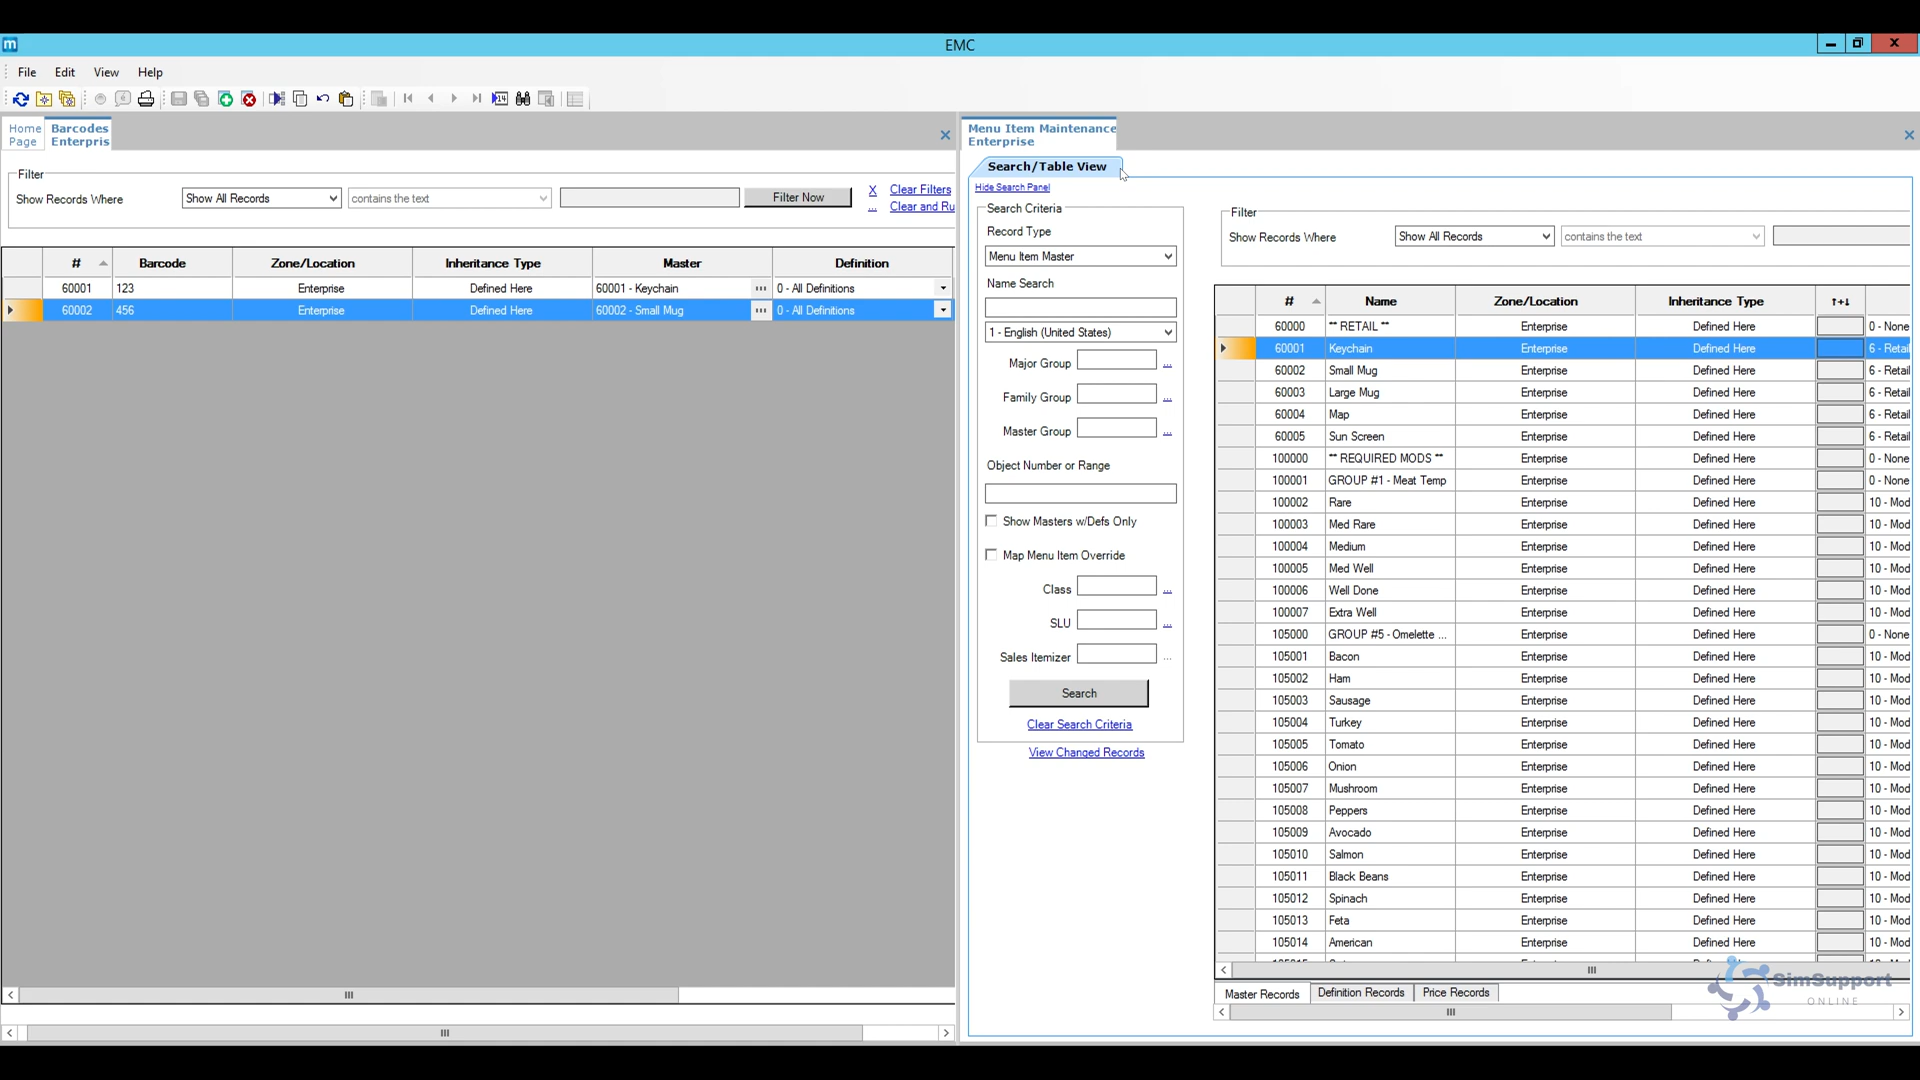 EMC
File Edit View Help
Home Page
Barcodes Enterpris
Filter
Show Records Where Show All Records contains the text Filter Now X Clear Filters
... Clear and Ru
# Barcode Zone/Location Inheritance Type Master Definition
60001 123 Enterprise Defined Here 60001 - Keychain ... 0 - All Definitions
60002 456 Enterprise Defined Here 60002 - Small Mug ... 0 - All Definitions
Menu Item Maintenance
Enterprise
Search/Table View
Hide Search Panel
Search Criteria
Record Type
Menu Item Master
Name Search
1 - English (United States)
Major Group ...
Family Group ...
Master Group ...
Object Number or Range
Show Masters w/Defs Only
Map Menu Item Override
Class ...
SLU ...
Sales Itemizer ...
Search
Clear Search Criteria
View Changed Records
Filter
Show Records Where Show All Records contains the text
# Name Zone/Location Inheritance Type
60000 ** RETAIL ** Enterprise Defined Here 0 - None
60001 Keychain Enterprise Defined Here 6 - Retail
60002 Small Mug Enterprise Defined Here 6 - Retail
60003 Large Mug Enterprise Defined Here 6 - Retail
60004 Map Enterprise Defined Here 6 - Retail
60005 Sun Screen Enterprise Defined Here 6 - Retail
100000 ** REQUIRED MODS ** Enterprise Defined Here 0 - None
100001 GROUP #1 - Meat Temp Enterprise Defined Here 0 - None
100002 Rare Enterprise Defined Here 10 - Mod
100003 Med Rare Enterprise Defined Here 10 - Mod
100004 Medium Enterprise Defined Here 10 - Mod
100005 Med Well Enterprise Defined Here 10 - Mod
100006 Well Done Enterprise Defined Here 10 - Mod
100007 Extra Well Enterprise Defined Here 10 - Mod
105000 GROUP #5 - Omelette ... Enterprise Defined Here 0 - None
105001 Bacon Enterprise Defined Here 10 - Mod
105002 Ham Enterprise Defined Here 10 - Mod
105003 Sausage Enterprise Defined Here 10 - Mod
105004 Turkey Enterprise Defined Here 10 - Mod
105005 Tomato Enterprise Defined Here 10 - Mod
105006 Onion Enterprise Defined Here 10 - Mod
105007 Mushroom Enterprise Defined Here 10 - Mod
105008 Peppers Enterprise Defined Here 10 - Mod
105009 Avocado Enterprise Defined Here 10 - Mod
105010 Salmon Enterprise Defined Here 10 - Mod
105011 Black Beans Enterprise Defined Here 10 - Mod
105012 Spinach Enterprise Defined Here 10 - Mod
105013 Feta Enterprise Defined Here 10 - Mod
105014 American Enterprise Defined Here 10 - Mod
Master Records Definition Records Price Records
SimSupport
ONLINE